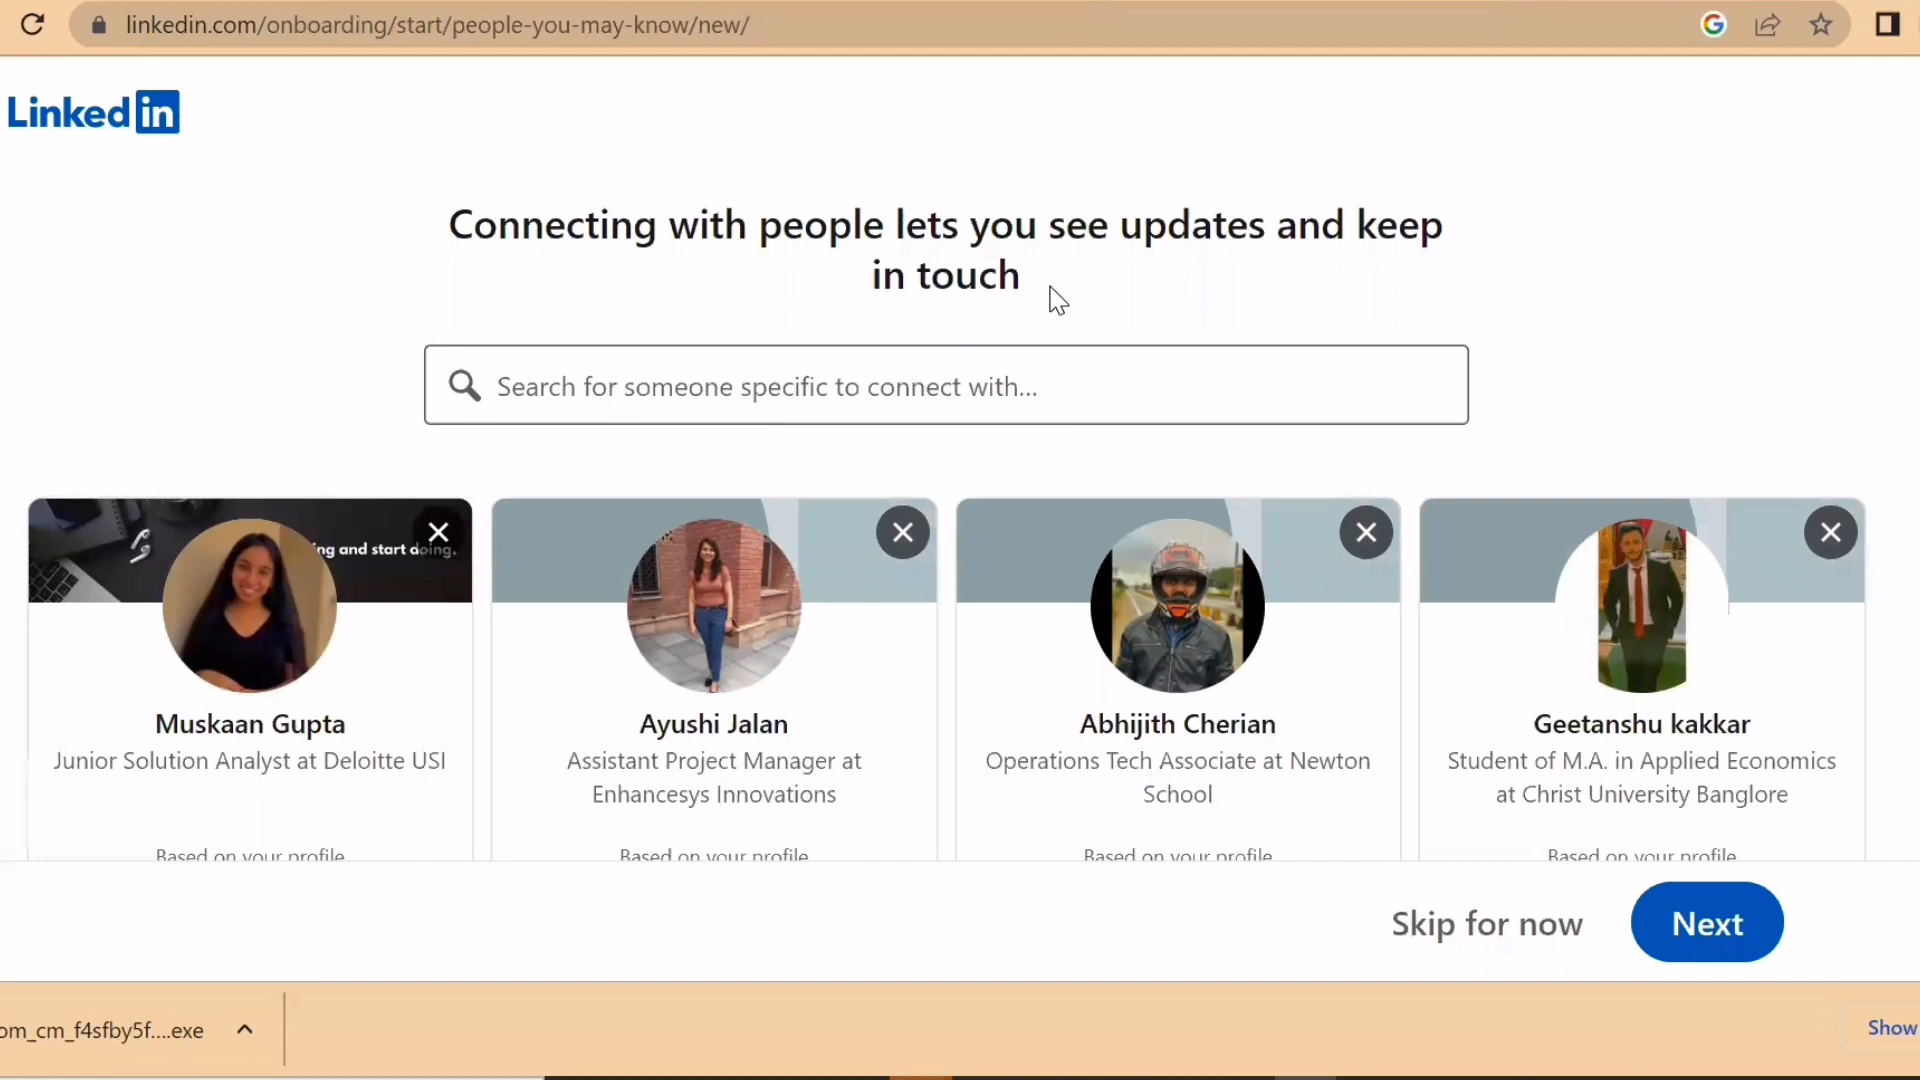 linkedin.com/onboarding/start/people-you-may-know/new/
Linked in
Connecting with people lets you see updates and keep
in touch
Search for someone specific to connect with...
ing and start doing.
Muskaan Gupta
Junior Solution Analyst at Deloitte USI
Based on your profile
Ayushi Jalan
Assistant Project Manager at
Enhancesys Innovations
Based on your profile
Abhijith Cherian
Operations Tech Associate at Newton
School
Based on your profile
Geetanshu kakkar
Student of M.A. in Applied Economics
at Christ University Banglore
Based on your profile
Skip for now
Next
om_cm_f4sfby5f....exe
Show